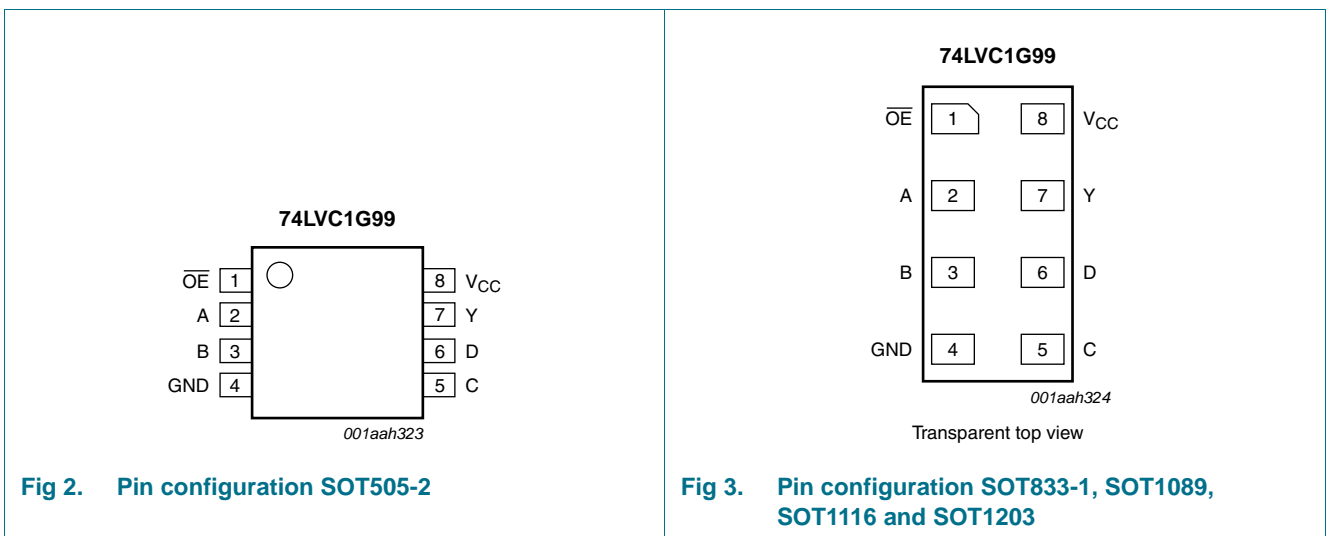 74LVC1G99
OE 1 8 VCC
A 2 7 Y
B 3 6 D
GND 4 5 C
001aah323
Fig 2. Pin configuration SOT505-2
74LVC1G99
OE 1 8 VCC
A 2 7 Y
B 3 6 D
GND 4 5 C
001aah324
Transparent top view
Fig 3. Pin configuration SOT833-1, SOT1089,
SOT1116 and SOT1203